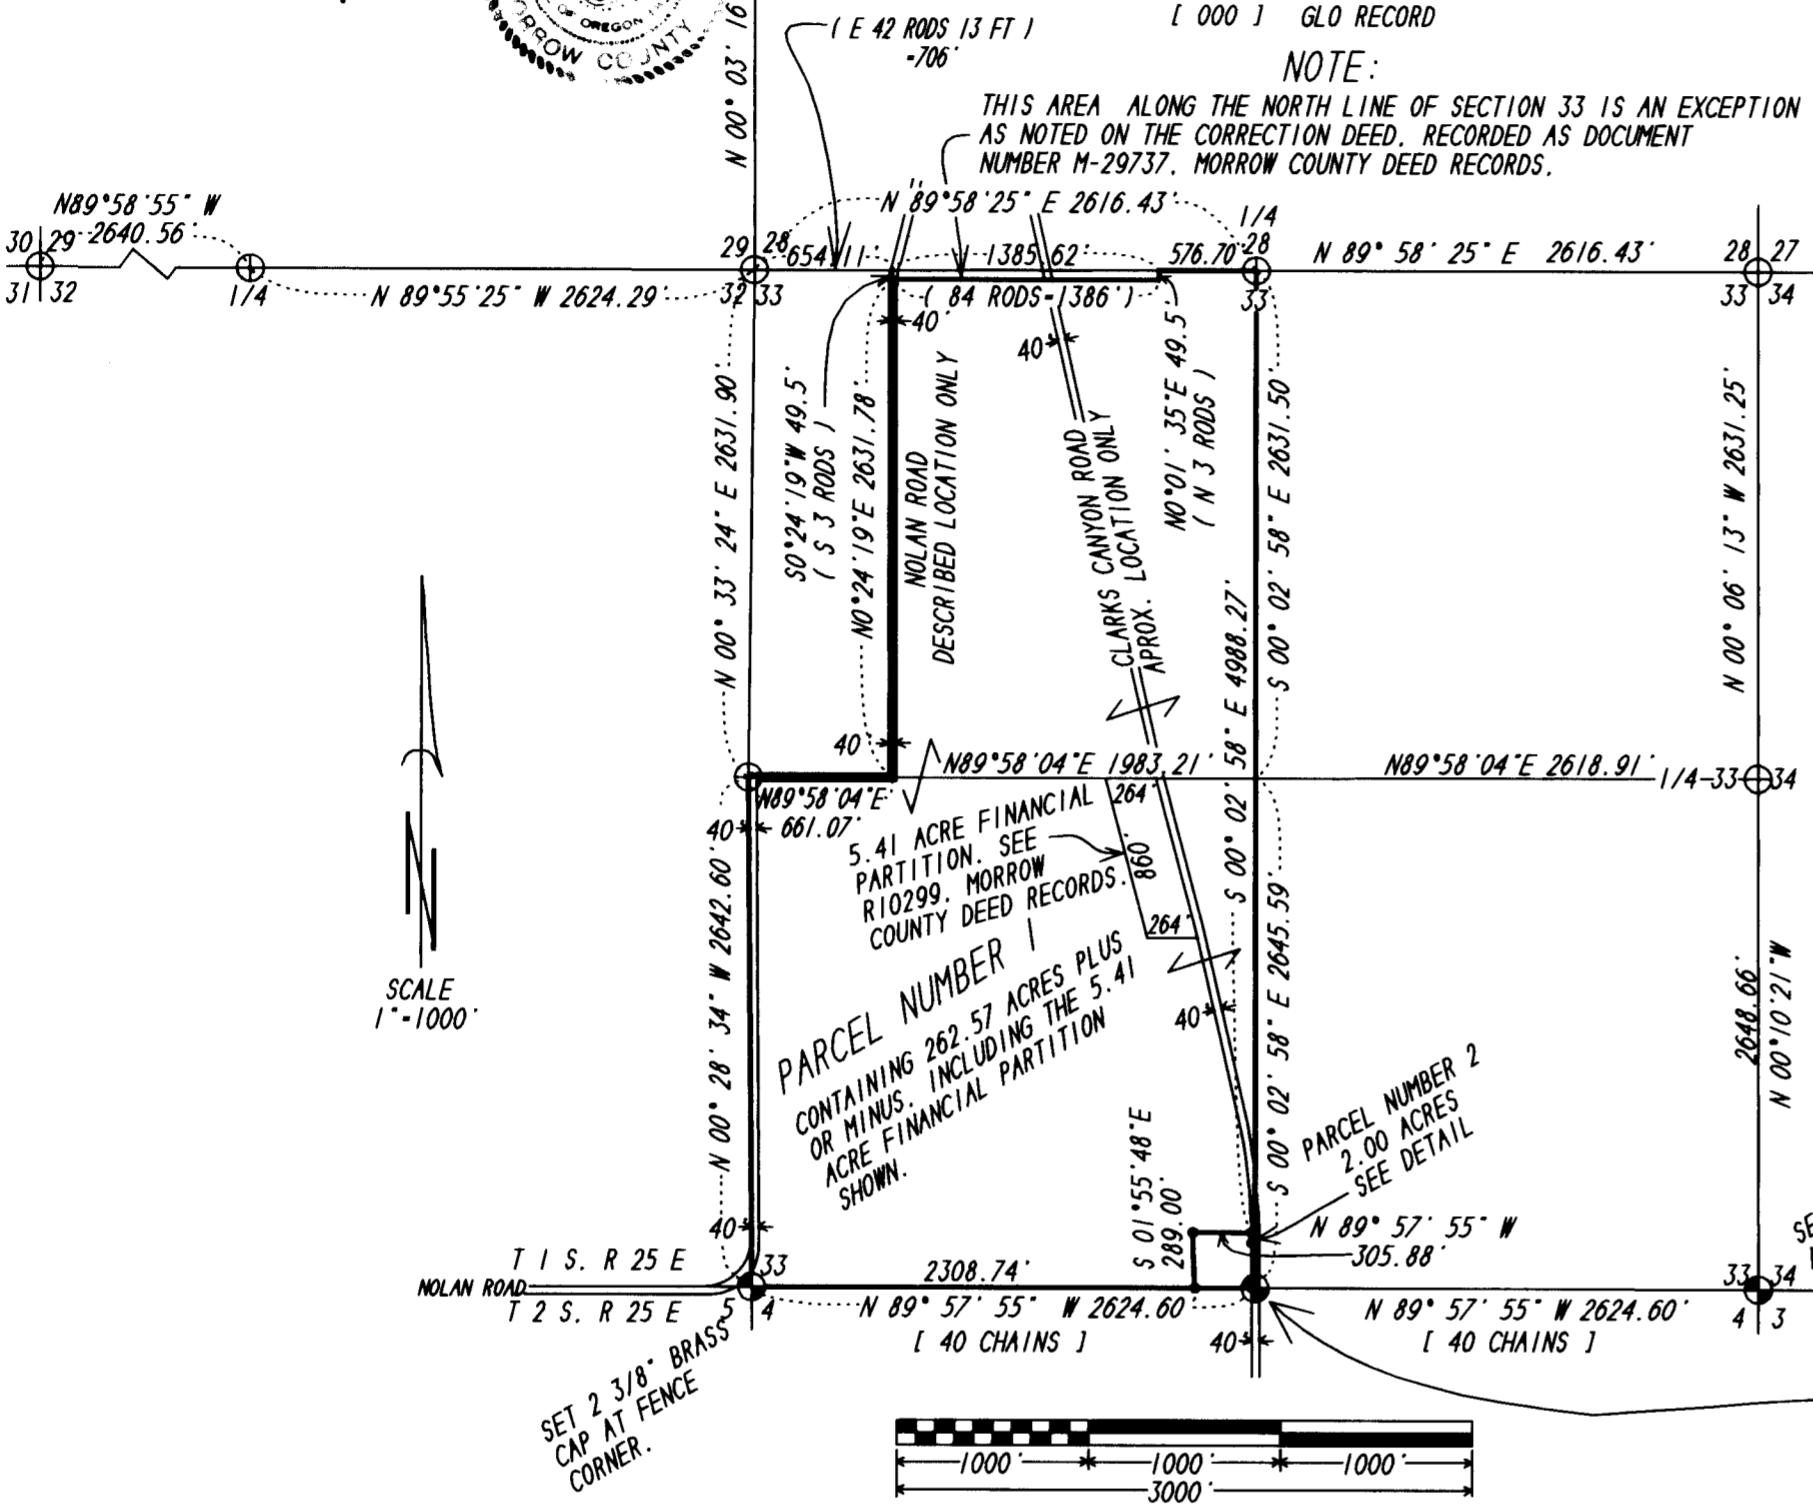 OF OREGON
MORROW COUNTY
N 00° 03' 16
( E 42 RODS 13 FT )
=706'
[ 000 ] GLO RECORD
NOTE:
THIS AREA ALONG THE NORTH LINE OF SECTION 33 IS AN EXCEPTION
AS NOTED ON THE CORRECTION DEED, RECORDED AS DOCUMENT
NUMBER M-29737, MORROW COUNTY DEED RECORDS.
N89°58'55" W
2640.56'
N 89°58'25" E 2616.43'
1/4
30 29
29 28
654.11'
1385.62'
576.70'
28
N 89° 58' 25" E 2616.43'
28 27
31 32
1/4
N 89°55'25" W 2624.29'
32 33
( 84 RODS=1386' )
33
33 34
40'
40'
N 00° 33' 24" E 2631.90'
S0°24'19"W 49.5'
( S 3 RODS )
N0°24'19"E 2631.78'
NOLAN ROAD
DESCRIBED LOCATION ONLY
CLARKS CANYON ROAD
APROX. LOCATION ONLY
N0°01'35"E 49.5'
( N 3 RODS )
S 00° 02' 58" E 4988.27'
S 00° 02' 58" E 2631.50'
N 00° 06' 13" W 2631.25'
40'
N89°58'04"E 1983.21'
N89°58'04"E 2618.91'
1/4 33 34
N89°58'04"E
661.07'
40'
264'
860'
264'
5.41 ACRE FINANCIAL
PARTITION. SEE
R10299, MORROW
COUNTY DEED RECORDS.
N 00° 28' 34" W 2642.60'
PARCEL NUMBER 1
CONTAINING 262.57 ACRES PLUS
OR MINUS, INCLUDING THE 5.41
ACRE FINANCIAL PARTITION
SHOWN.
40'
S 00° 02' 58" E 2645.59'
N 00°10'21" W
2648.66'
SCALE
1"=1000'
PARCEL NUMBER 2
2.00 ACRES
SEE DETAIL
S 01°55'48"E
289.00'
N 89° 57' 55" W
305.88'
SE
40'
T 1 S, R 25 E
33
NOLAN ROAD
2308.74'
33 34
T 2 S, R 25 E
5 4
N 89° 57' 55" W 2624.60'
[ 40 CHAINS ]
40'
N 89° 57' 55" W 2624.60'
[ 40 CHAINS ]
4 3
SET 2 3/8" BRASS
CAP AT FENCE
CORNER.
1000' 1000' 1000'
3000'